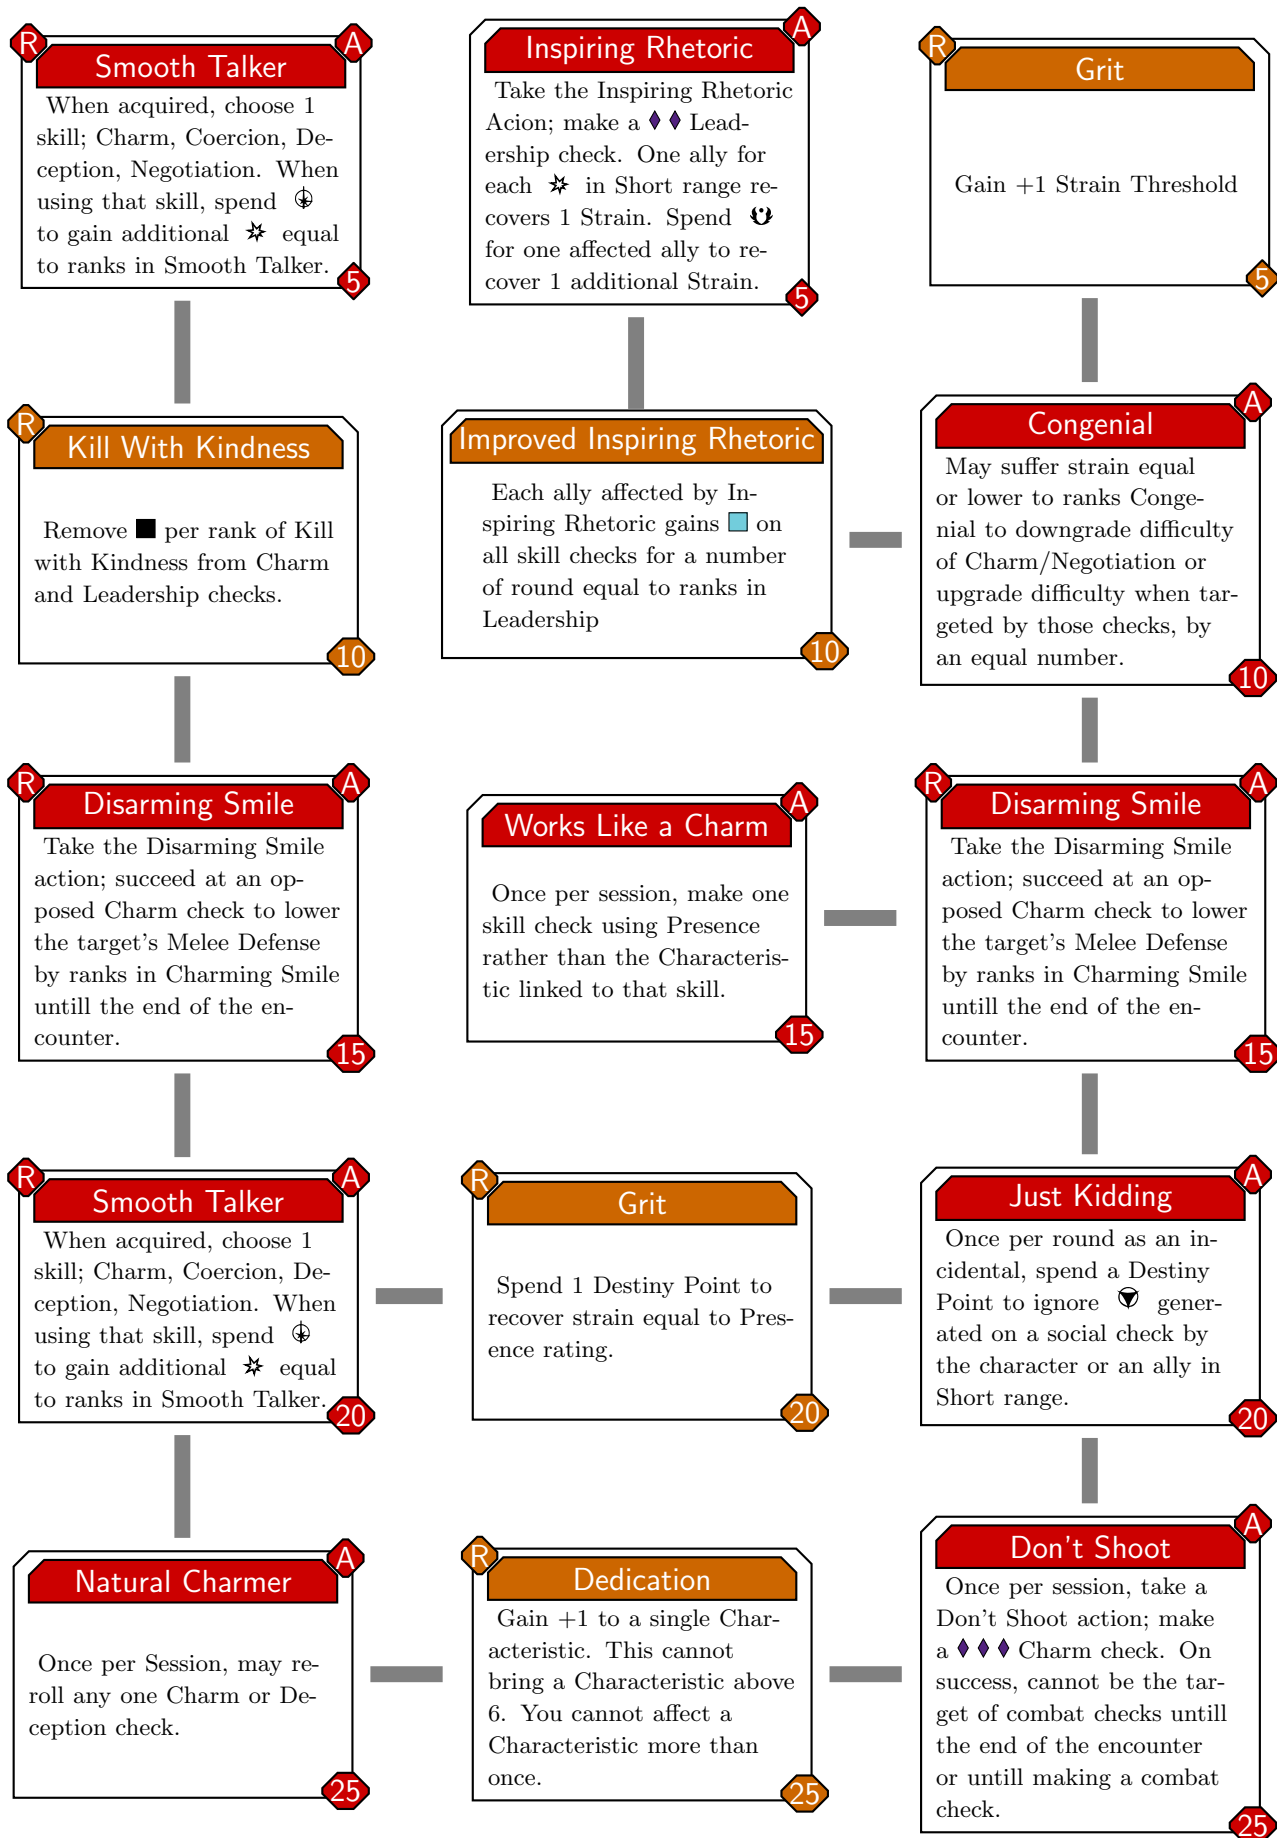 R
A
Smooth Talker
When acquired, choose 1
skill; Charm, Coercion, De-
ception, Negotiation. When
using that skill, spend
to gain additional equal
to ranks in Smooth Talker.
5
A
Inspiring Rhetoric
Take the Inspiring Rhetoric
Acion; make a Lead-
ership check. One ally for
each in Short range re-
covers 1 Strain. Spend
for one affected ally to re-
cover 1 additional Strain.
5
R
Grit
Gain +1 Strain Threshold
5
R
Kill With Kindness
Remove per rank of Kill
with Kindness from Charm
and Leadership checks.
10
Improved Inspiring Rhetoric
Each ally affected by In-
spiring Rhetoric gains on
all skill checks for a number
of round equal to ranks in
Leadership
10
A
Congenial
May suffer strain equal
or lower to ranks Conge-
nial to downgrade difficulty
of Charm/Negotiation or
upgrade difficulty when tar-
geted by those checks, by
an equal number.
10
R
A
Disarming Smile
Take the Disarming Smile
action; succeed at an op-
posed Charm check to lower
the target's Melee Defense
by ranks in Charming Smile
untill the end of the en-
counter.
15
A
Works Like a Charm
Once per session, make one
skill check using Presence
rather than the Characteris-
tic linked to that skill.
15
R
A
Disarming Smile
Take the Disarming Smile
action; succeed at an op-
posed Charm check to lower
the target's Melee Defense
by ranks in Charming Smile
untill the end of the en-
counter.
15
R
A
Smooth Talker
When acquired, choose 1
skill; Charm, Coercion, De-
ception, Negotiation. When
using that skill, spend
to gain additional equal
to ranks in Smooth Talker.
20
R
Grit
Spend 1 Destiny Point to
recover strain equal to Pres-
ence rating.
20
A
Just Kidding
Once per round as an in-
cidental, spend a Destiny
Point to ignore gener-
ated on a social check by
the character or an ally in
Short range.
20
A
Natural Charmer
Once per Session, may re-
roll any one Charm or De-
ception check.
25
R
Dedication
Gain +1 to a single Char-
acteristic. This cannot
bring a Characteristic above
6. You cannot affect a
Characteristic more than
once.
25
A
Don't Shoot
Once per session, take a
Don't Shoot action; make
a Charm check. On
success, cannot be the tar-
get of combat checks untill
the end of the encounter
or untill making a combat
check.
25